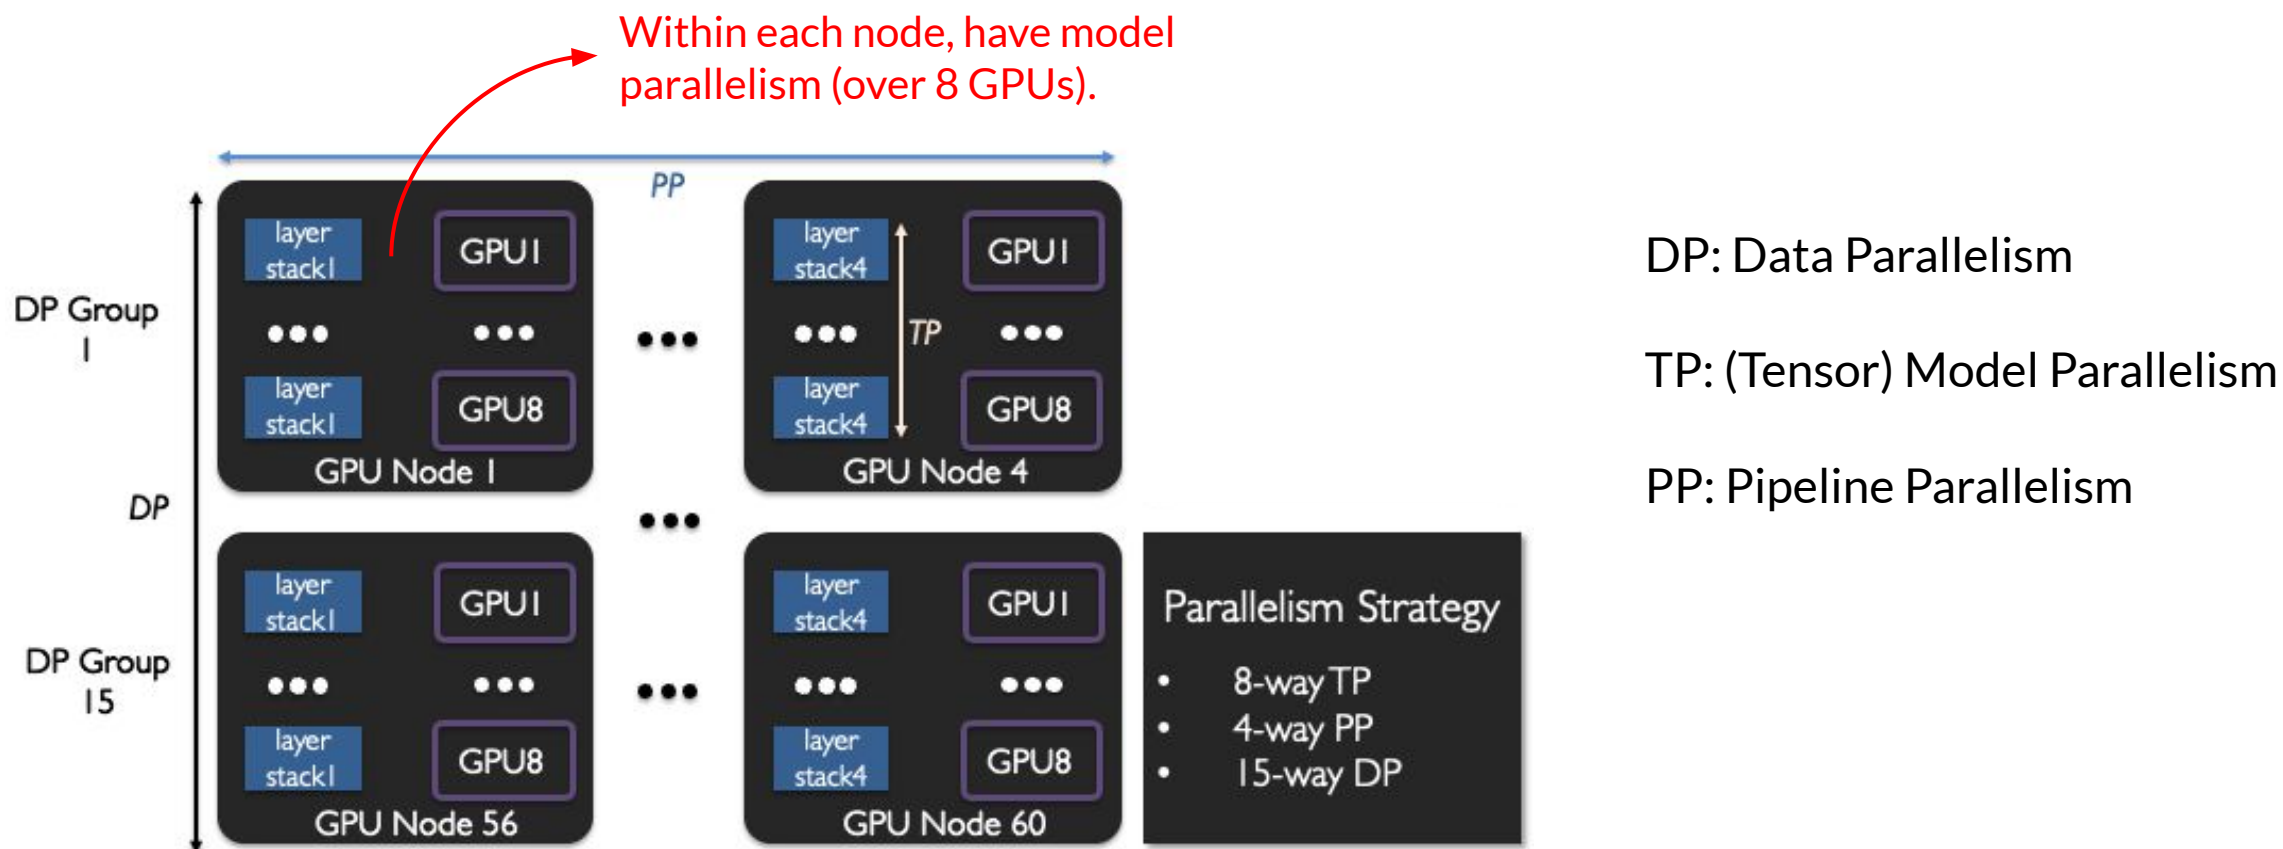 Within each node, have model
parallelism (over 8 GPUs).
PP
DP Group
1
DP
DP Group
15
layer
stack1
GPU1
layer
stack1
GPU8
GPU Node 1
layer
stack4
TP
GPU1
layer
stack4
GPU8
GPU Node 4
layer
stack1
GPU1
layer
stack1
GPU8
GPU Node 56
layer
stack4
GPU1
layer
stack4
GPU8
GPU Node 60
Parallelism Strategy
• 8-way TP
• 4-way PP
• 15-way DP
DP: Data Parallelism
TP: (Tensor) Model Parallelism
PP: Pipeline Parallelism